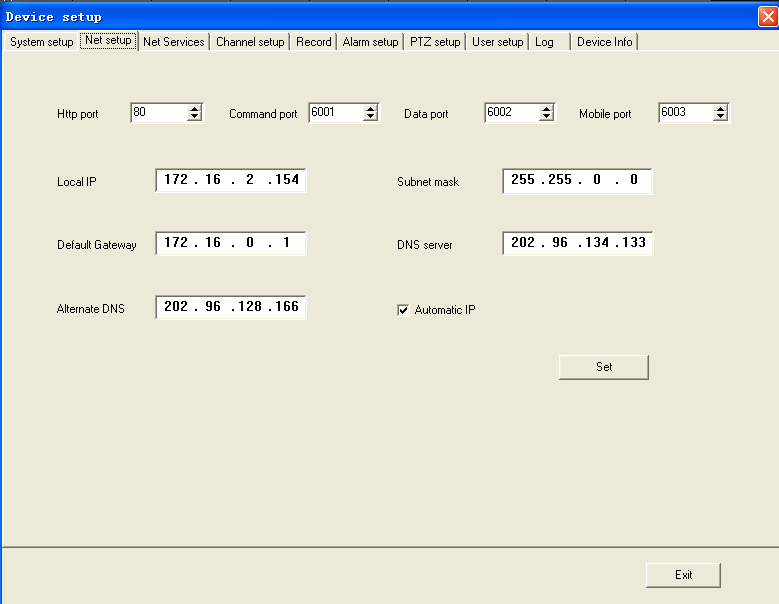 Device setup
System setup Net setup Net Services Channel setup Record Alarm setup PTZ setup User setup Log Device Info
Http port 80 Command port 6001 Data port 6002 Mobile port 6003
Local IP 172 . 16 . 2 . 154 Subnet mask 255 . 255 . 0 . 0
Default Gateway 172 . 16 . 0 . 1 DNS server 202 . 96 . 134 . 133
Alternate DNS 202 . 96 . 128 . 166 Automatic IP
Set
Exit